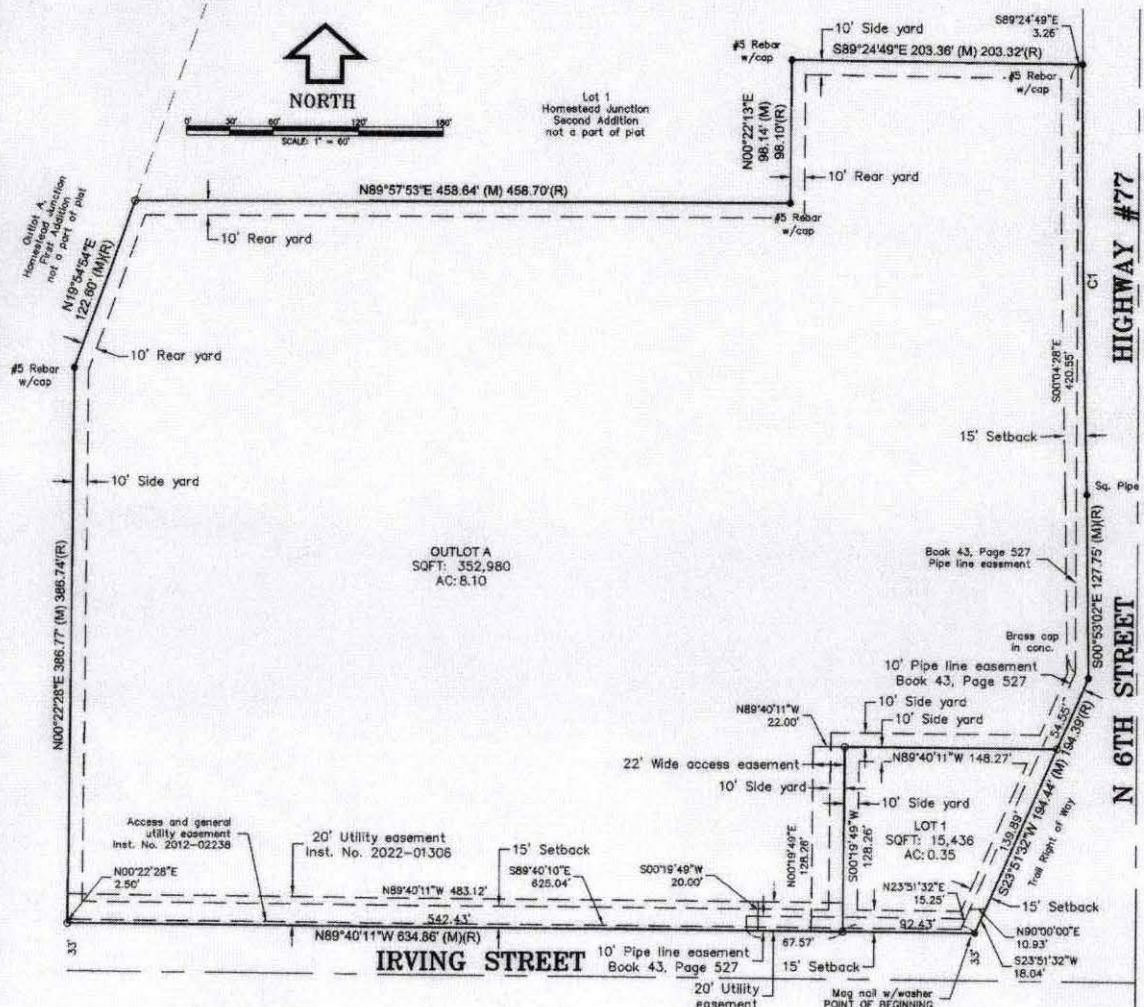 S89°24'49"E
3.26'
10' Side yard
S89°24'49"E 203.36' (M) 203.32'(R)
#5 Rebar
w/cap
#5 Rebar
w/cap
NORTH
0' 30' 60' 120' 180'
SCALE: 1" = 60'
Lot 1
Homestead Junction
Second Addition
not a part of plat
N00°22'13"E
98.14' (M)
98.10'(R)
10' Rear yard
N89°57'53"E 458.64' (M) 458.70'(R)
#5 Rebar
w/cap
10' Rear yard
Outlot A
Homestead Junction
First Addition
not a part of plat
N19°54'54"E
122.60' (M)(R)
10' Rear yard
#5 Rebar
w/cap
HIGHWAY #77
C1
S00°04'28"E
420.55'
15' Setback
Sq. Pipe
10' Side yard
OUTLOT A
SQFT: 352,980
AC: 8.10
N00°22'28"E 386.77' (M) 386.74'(R)
Book 43, Page 527
Pipe line easement
S00°53'02"E 127.75' (M)(R)
N 6TH STREET
Brass cap
in conc.
10' Pipe line easement
Book 43, Page 527
10' Side yard
10' Side yard
N89°40'11"W
22.00'
54.55'
N89°40'11"W 148.27'
22' Wide access easement
10' Side yard
10' Side yard
LOT 1
SQFT: 15,436
AC: 0.35
N00°19'49"E
128.26'
S00°19'49"W
128.26'
139.89'
S23°51'32"W 194.44' (M) 194.39'(R)
Trail Right of Way
Access and general
utility easement
Inst. No. 2012-02238
20' Utility easement
Inst. No. 2022-01306
15' Setback
N00°22'28"E
2.50'
N89°40'11"W 483.12'
S89°40'10"E
625.04'
S00°19'49"W
20.00'
N23°51'32"E
15.25'
15' Setback
542.43'
92.43'
N90°00'00"E
10.93'
N89°40'11"W 634.86' (M)(R)
67.57'
33'
33'
S23°51'32"W
18.04'
IRVING STREET
10' Pipe line easement
Book 43, Page 527
15' Setback
20' Utility
easement
Mag nail w/washer
POINT OF BEGINNING